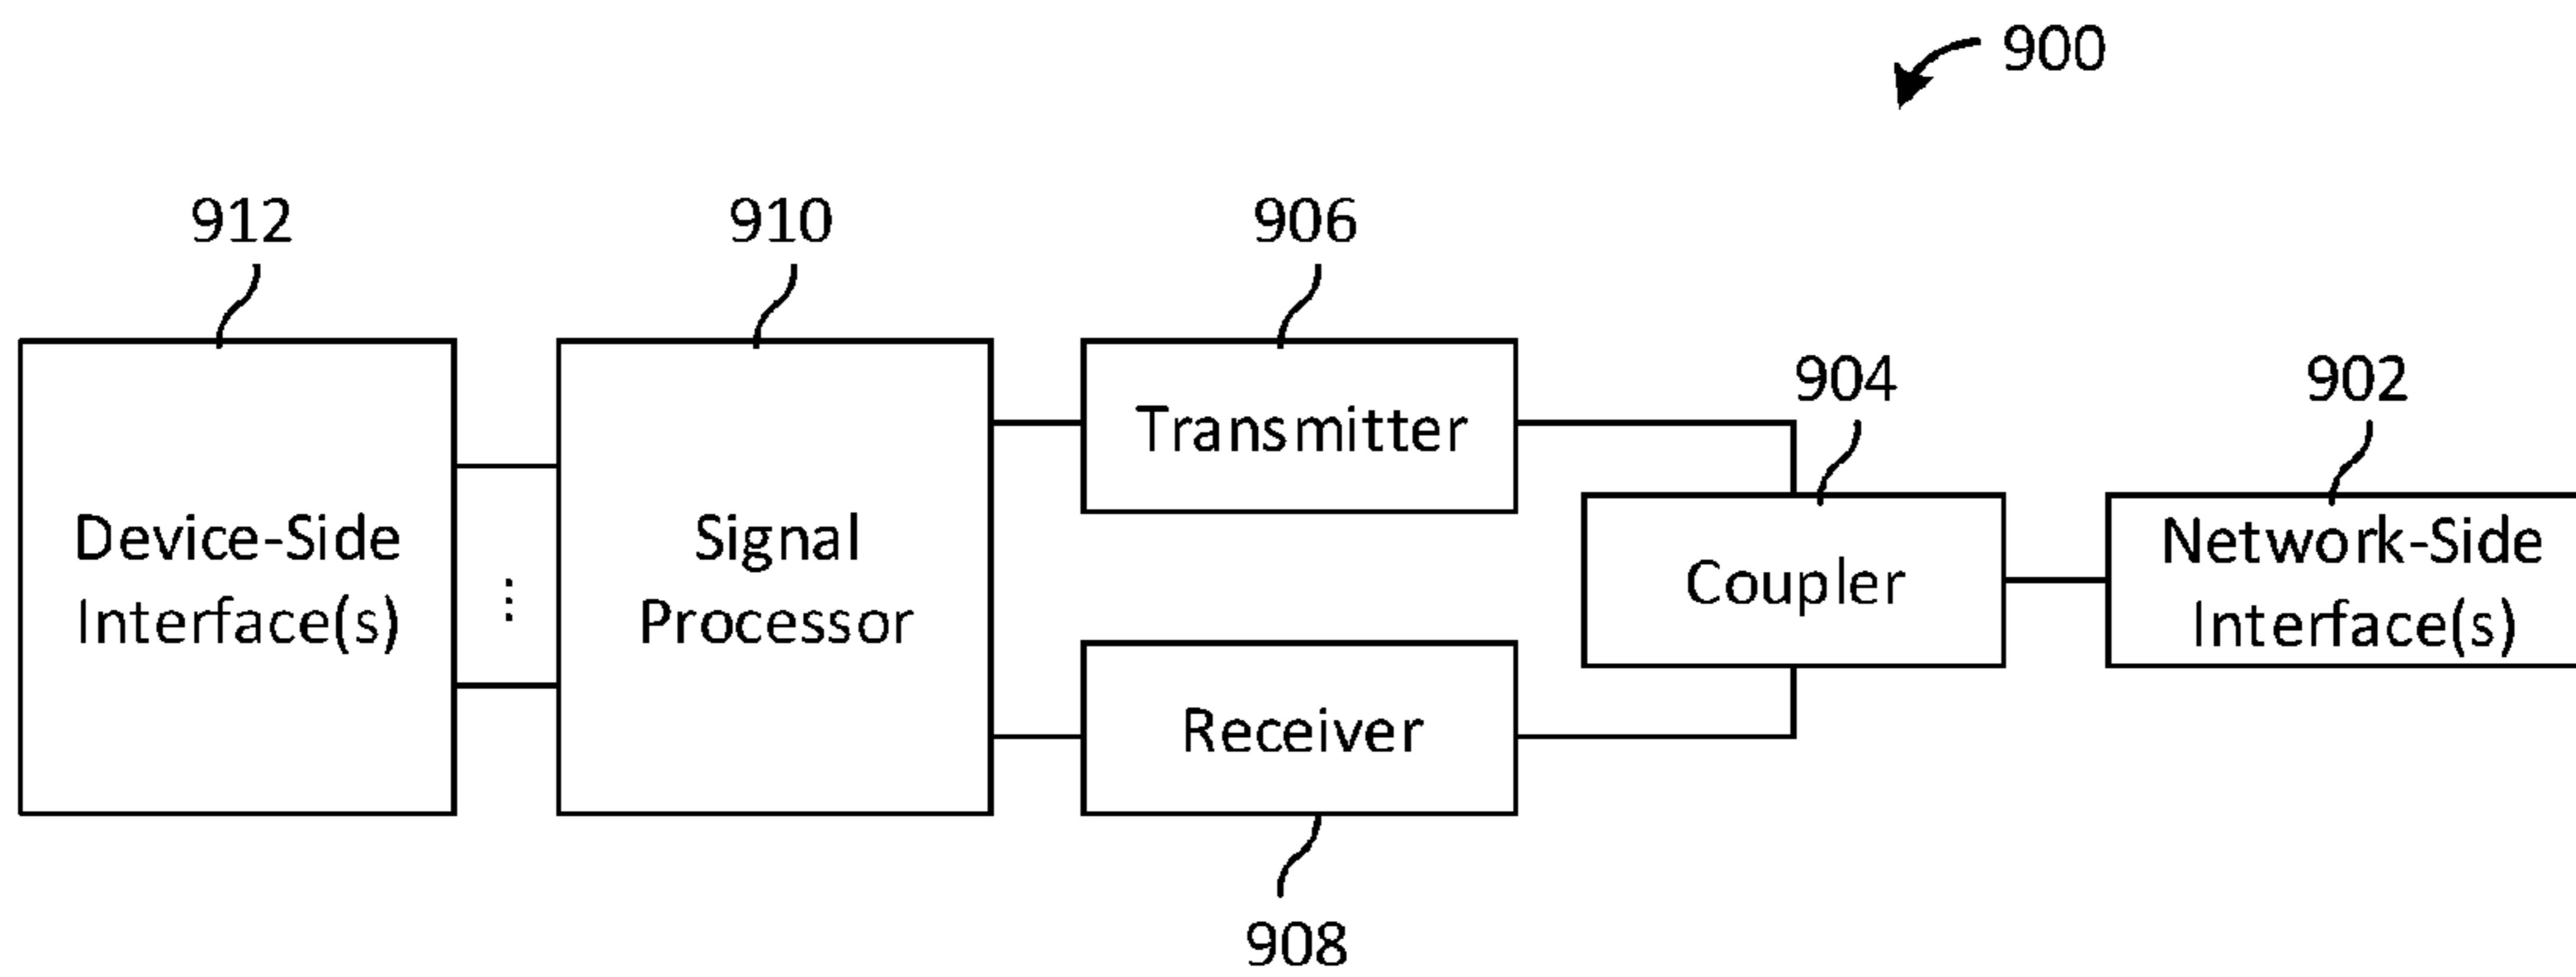 900
912
910
906
904
902
Device-Side
Interface(s)
⋮
Signal
Processor
Transmitter
Receiver
Coupler
Network-Side
Interface(s)
908